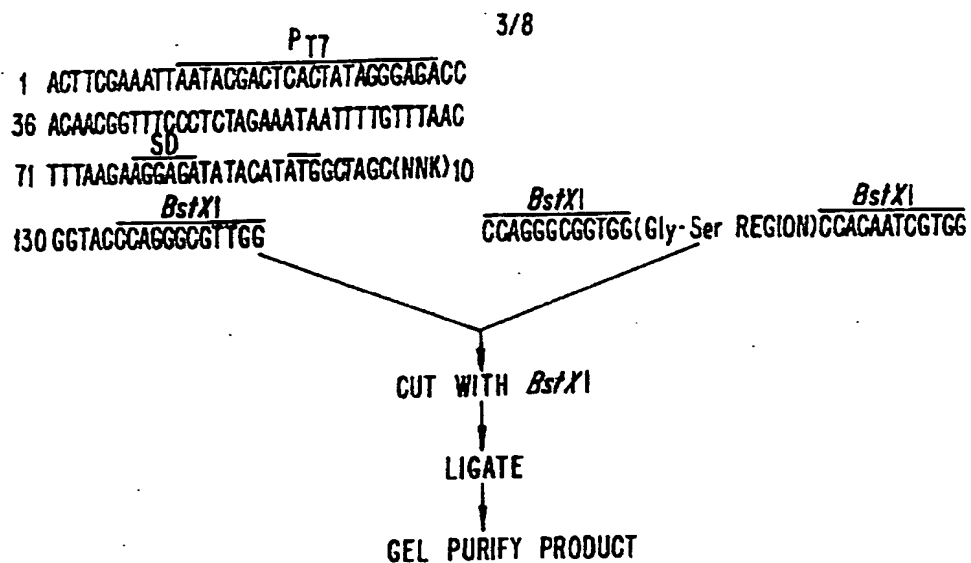 3/8
PT7
1 ACTTCGAAATTAATACGACTCACTATAGGGAGACC
36 ACAACGGTTTCCCTCTAGAAATAATTTTGTTTAAC
SD
71 TTTAAGAAGGAGATATACATATGGCTAGC(NNK)10
BstXI
130 GGTACCCAGGGCGTTGG
BstXI BstXI
CCAGGGCGGTGG(Gly-Ser REGION)CCACAATCGTGG
CUT WITH BstXI
LIGATE
GEL PURIFY PRODUCT